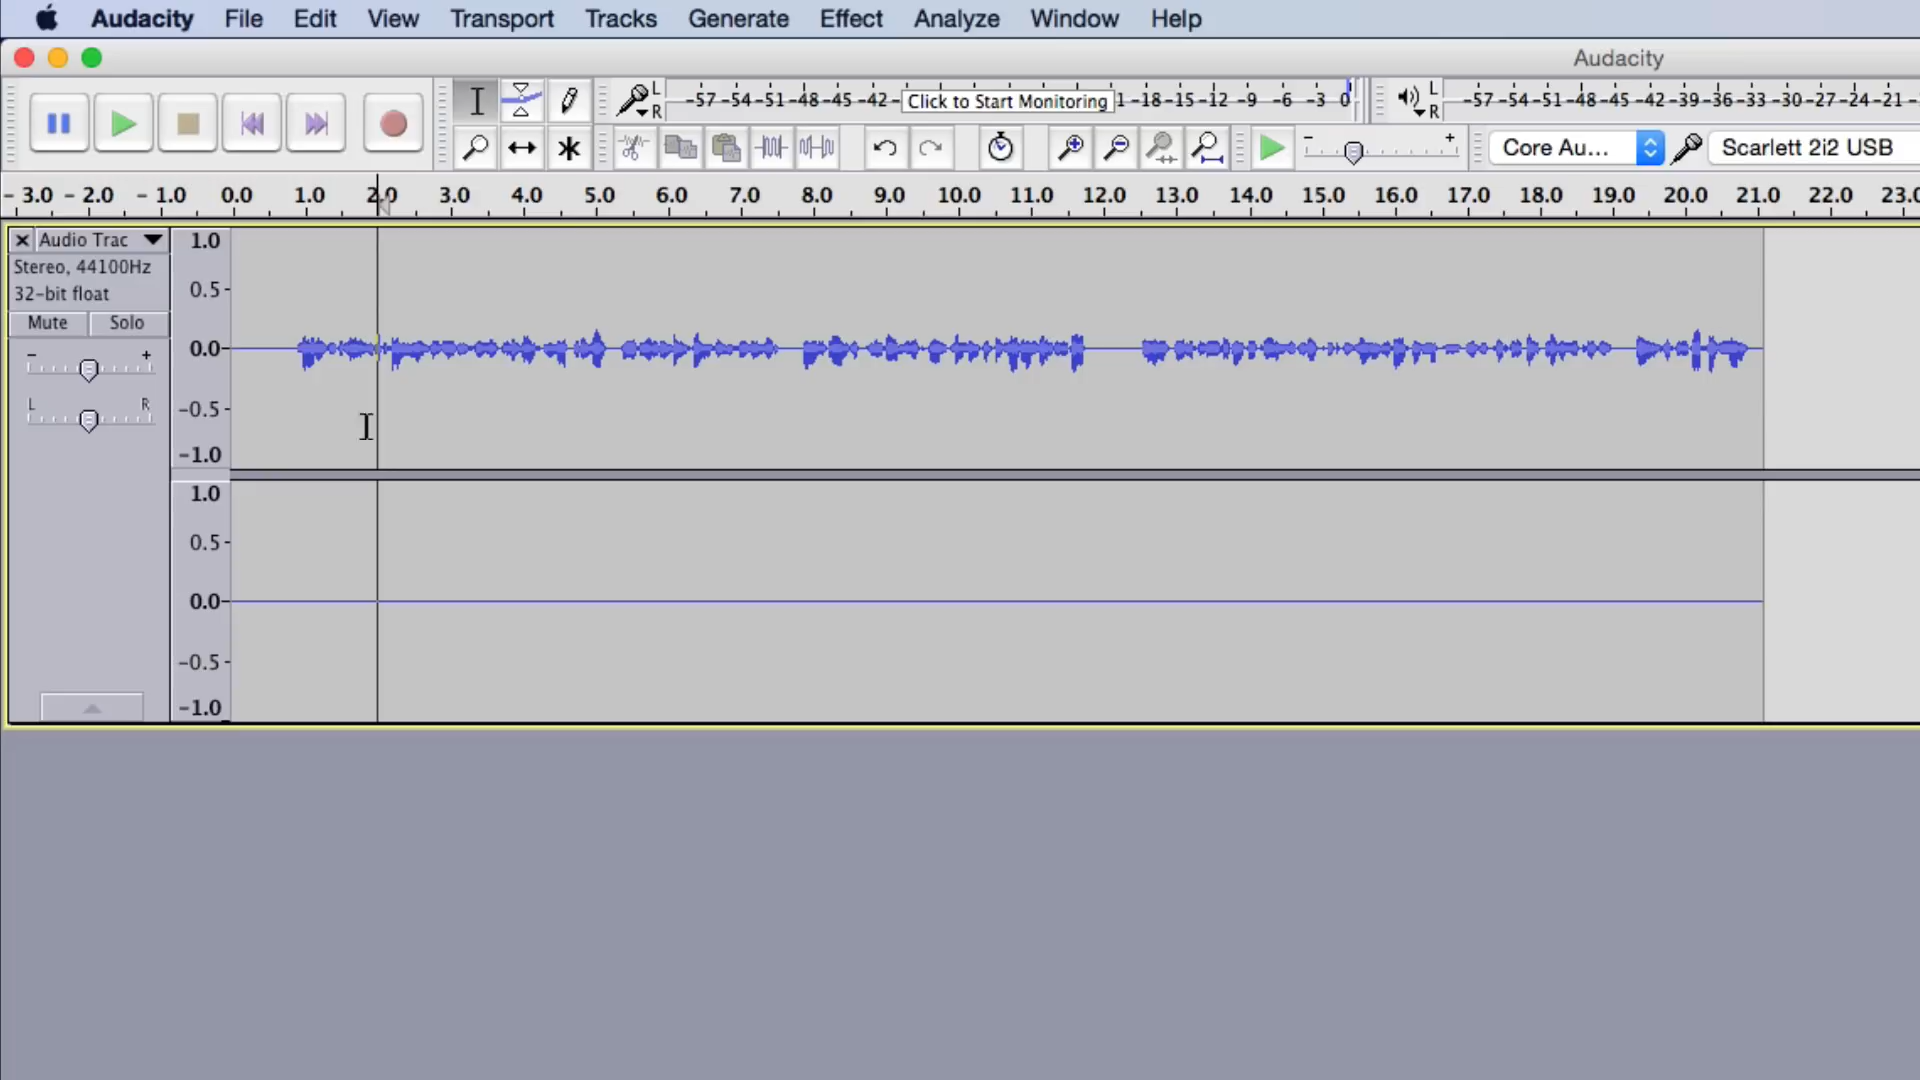 Audacity File Edit View Transport Tracks Generate Effect Analyze Window Help
Audacity
L -57 -54 -51 -48 -45 -42 - Click to Start Monitoring 1 -18 -15 -12 -9 -6 -3 0 L -57 -54 -51 -48 -45 -42 -39 -36 -33 -30 -27 -24 -21 -
R R
- + Core Au... Scarlett 2i2 USB
- 3.0 - 2.0 - 1.0 0.0 1.0 2.0 3.0 4.0 5.0 6.0 7.0 8.0 9.0 10.0 11.0 12.0 13.0 14.0 15.0 16.0 17.0 18.0 19.0 20.0 21.0 22.0 23.0
Audio Trac 1.0
Stereo, 44100Hz
0.5
32-bit float
Mute Solo
0.0
- +
L R
-0.5
-1.0
1.0
0.5
0.0
-0.5
-1.0